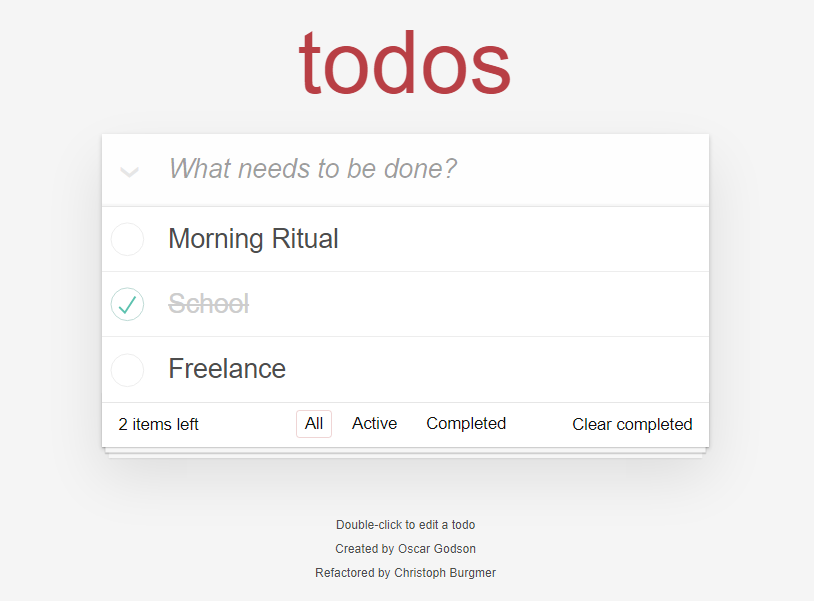 todos
What needs to be done?
Morning Ritual
School
Freelance
2 items left All Active Completed Clear completed
Double-click to edit a todo
Created by Oscar Godson
Refactored by Christoph Burgmer